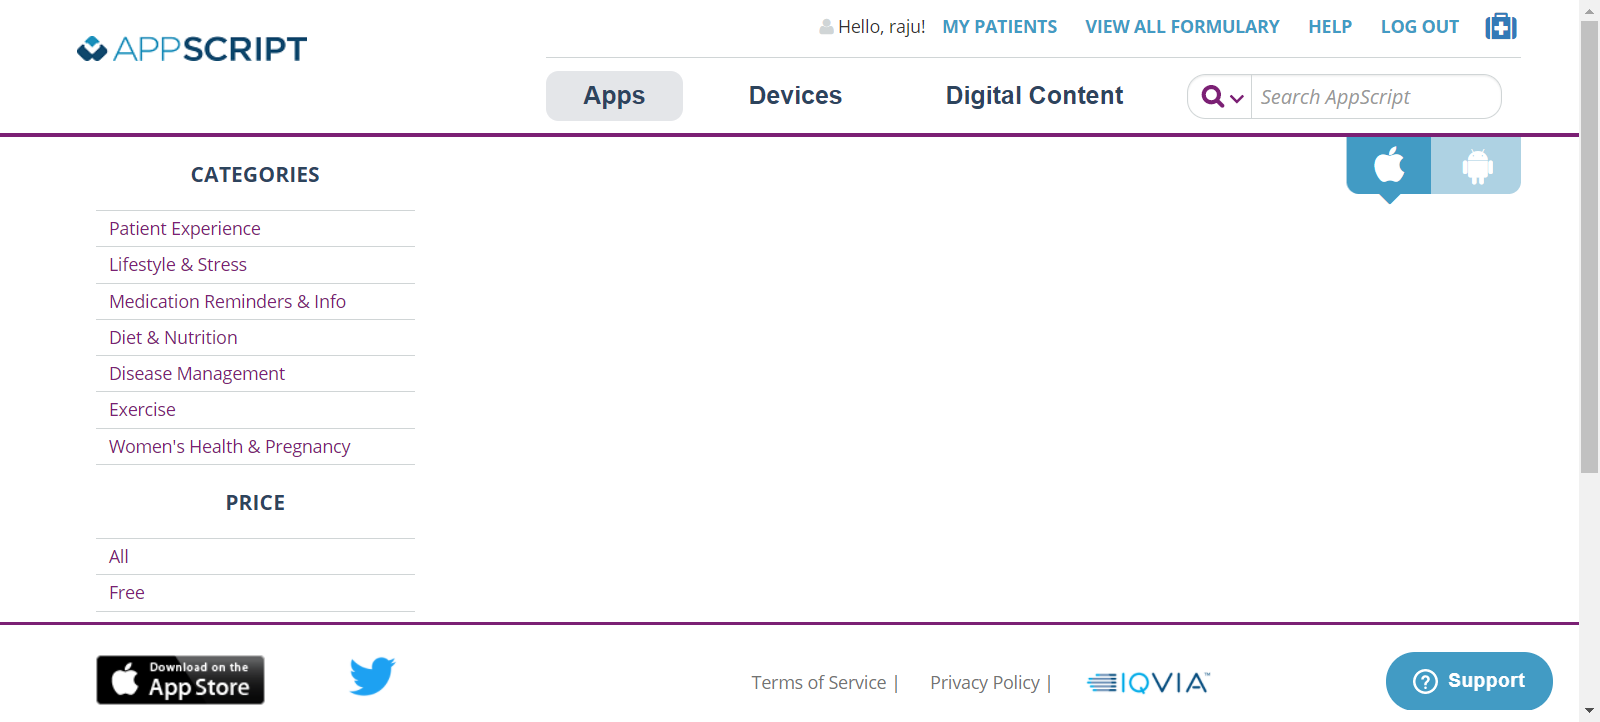 Hello, raju! MY PATIENTS VIEW ALL FORMULARY HELP LOG OUT
APPSCRIPT
Apps Devices Digital Content Search AppScript
CATEGORIES
Patient Experience
Lifestyle & Stress
Medication Reminders & Info
Diet & Nutrition
Disease Management
Exercise
Women's Health & Pregnancy
PRICE
All
Free
Download on the
App Store
Terms of Service | Privacy Policy | IQVIA™
Support